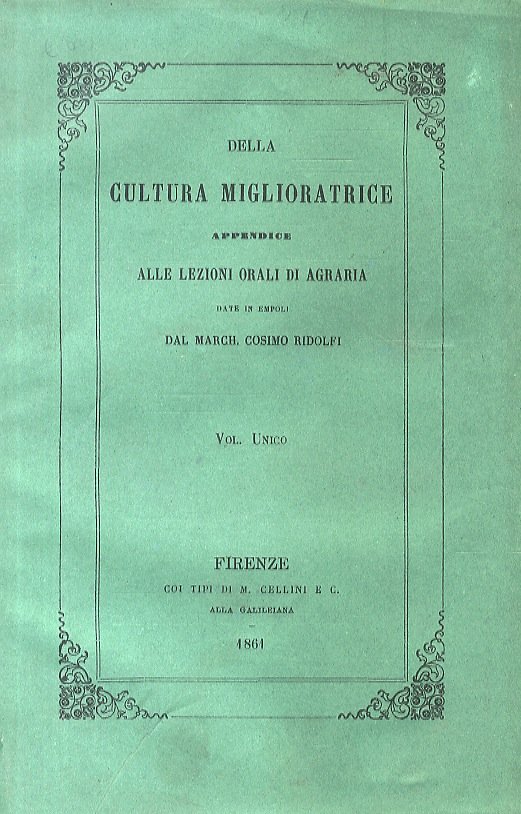 DELLA
CULTURA MIGLIORATRICE
APPENDICE
ALLE LEZIONI ORALI DI AGRARIA
DATE IN EMPOLI
DAL MARCH. COSIMO RIDOLFI
VOL. UNICO
FIRENZE
COI TIPI DI M. CELLINI E C.
ALLA GALILEIANA
1861